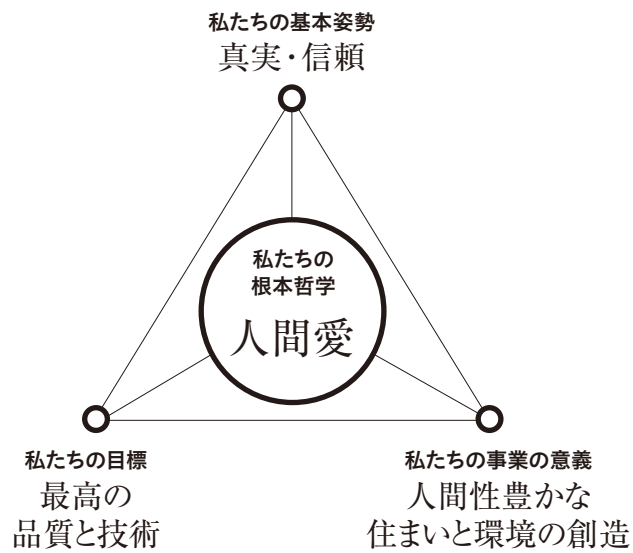 私たちの基本姿勢
真実・信頼
私たちの
根本哲学
人間愛
私たちの目標
最高の
品質と技術
私たちの事業の意義
人間性豊かな
住まいと環境の創造